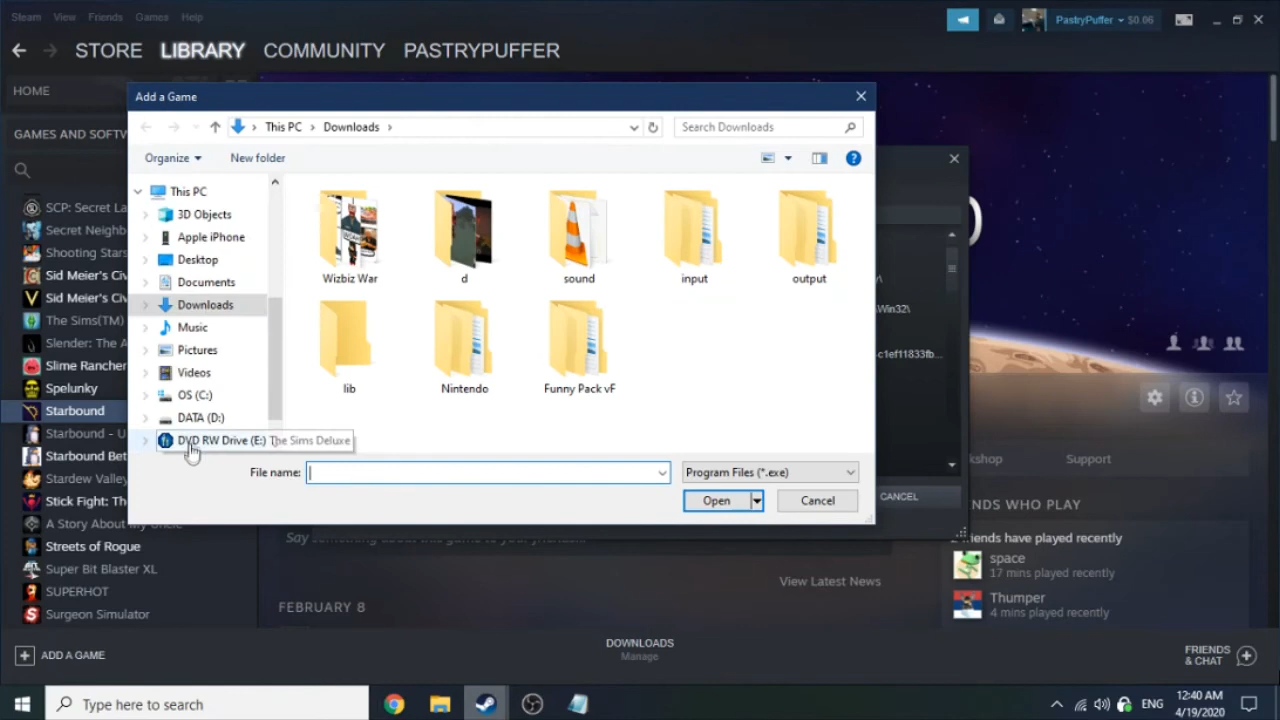 Steam View Friends Games Help
PastryPuffer $0.06
STORE LIBRARY COMMUNITY PASTRYPUFFER
HOME
GAMES AND SOFTW
Add a Game
This PC Downloads
Search Downloads
Organize New folder
This PC
3D Objects
Apple iPhone
Desktop
Documents
Downloads
Music
Pictures
Videos
OS (C:)
DATA (D:)
DVD RW Drive (E:) The Sims Deluxe
Wizbiz War
d
sound
input
output
lib
Nintendo
Funny Pack vF
File name:
Program Files (*.exe)
Open
Cancel
SCP: Secret La
Secret Neighb
Shooting Stars
Sid Meier's Civ
Sid Meier's Civ
The Sims(TM)
Slender: The A
Slime Rancher
Spelunky
Starbound
Starbound - U
Starbound Bet
Stardew Valley
Stick Fight: Th
A Story About My Uncle
Streets of Rogue
Super Bit Blaster XL
SUPERHOT
Surgeon Simulator
\Win32\
-c1ef11833fb...
CANCEL
kshop
Support
Say something about this game to your friends...
View Latest News
FEBRUARY 8
ENDS WHO PLAY
2 friends have played recently
space
17 mins played recently
Thumper
4 mins played recently
ADD A GAME
DOWNLOADS
Manage
FRIENDS
& CHAT
Type here to search
ENG
12:40 AM
4/19/2020